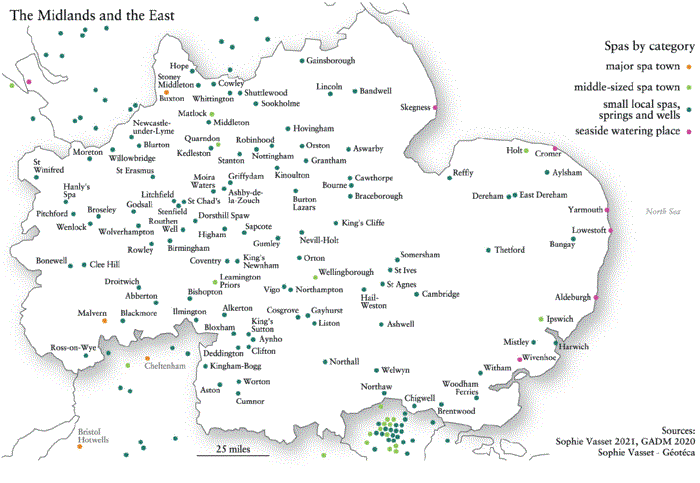 The Midlands and the East
Spas by category
major spa town
middle-sized spa town
small local spas,
springs and wells
seaside watering place
Hope
Stoney
Middleton
Buxton
Cowley
Whittington
Shuttlewood
Sookholme
Gainsborough
Lincoln
Bandwell
Skegness
Matlock
Middleton
Newcastle-
under-Lyme
Blarton
Willowbridge
Moreton
Quarndon
Kedleston
Stanton
Robinhood
Nottingham
Hovingham
Orston
Grantham
Aswarby
Kinoulton
St
Winifred
St Erasmus
Hanly's
Spa
Pitchford
Broseley
Wenlock
Godsall
Wolverhampton
Litchfield
St Chad's
Stenfield
Moira
Waters
Griffydam
Ashby-de-
la-Zouch
Burton
Lazars
Cawthorpe
Bourne
Braceborough
Reffly
Holt
Cromer
Aylsham
Dereham
East Dereham
Yarmouth
Lowestoft
Bungay
North Sea
Dorsthill Spaw
Routhen
Well
Higham
Sapcote
Gumley
Rowley
Birmingham
King's Cliffe
Nevill-Holt
Thetford
Bonewell
Clee Hill
Coventry
King's
Newnham
Orton
Somersham
St Ives
Droitwich
Abberton
Bishopton
Leamington
Priors
Wellingborough
Vigo
Northampton
St Agnes
Hail-
Weston
Cambridge
Aldeburgh
Malvern
Blackmore
Ilmington
Alkerton
Bloxham
King's
Sutton
Aynho
Cosgrove
Gayhurst
Liston
Ashwell
Ipswich
Mistley
Harwich
Wivenhoe
Ross-on-Wye
Cheltenham
Deddington
Clifton
Kingham-Bogg
Northall
Welwyn
Witham
Aston
Worton
Cumnor
Northaw
Chigwell
Woodham
Ferries
Brentwood
Bristol
Hotwells
25 miles
Sources:
Sophie Vasset 2021, GADM 2020
Sophie Vasset - Géotéca